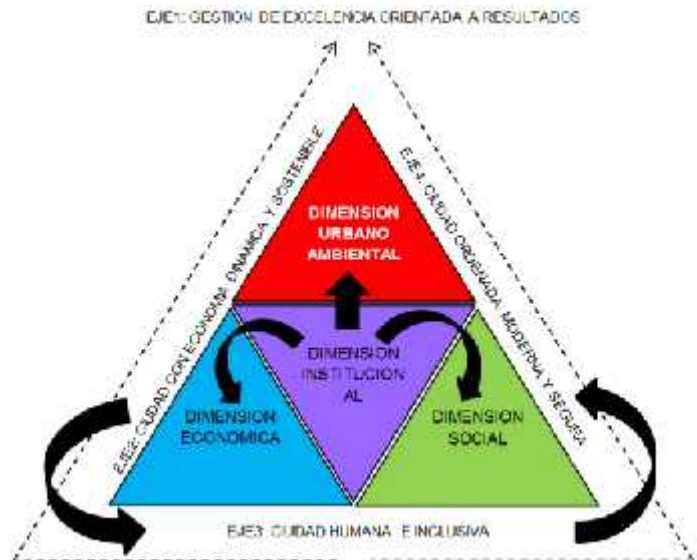 EJE1: GESTION DE EXCELENCIA ORIENTADA A RESULTADOS
EJE2: CIUDAD CON ECONOMIA DINAMICA Y SOSTENIBLE
EJE4: CIUDAD ORDENADA MODERNA Y SEGURA
DIMENSION
URBANO
AMBIENTAL
DIMENSION
INSTITUCION
AL
DIMENSION
ECONOMICA
DIMENSION
SOCIAL
EJE3: CIUDAD HUMANA E INCLUSIVA